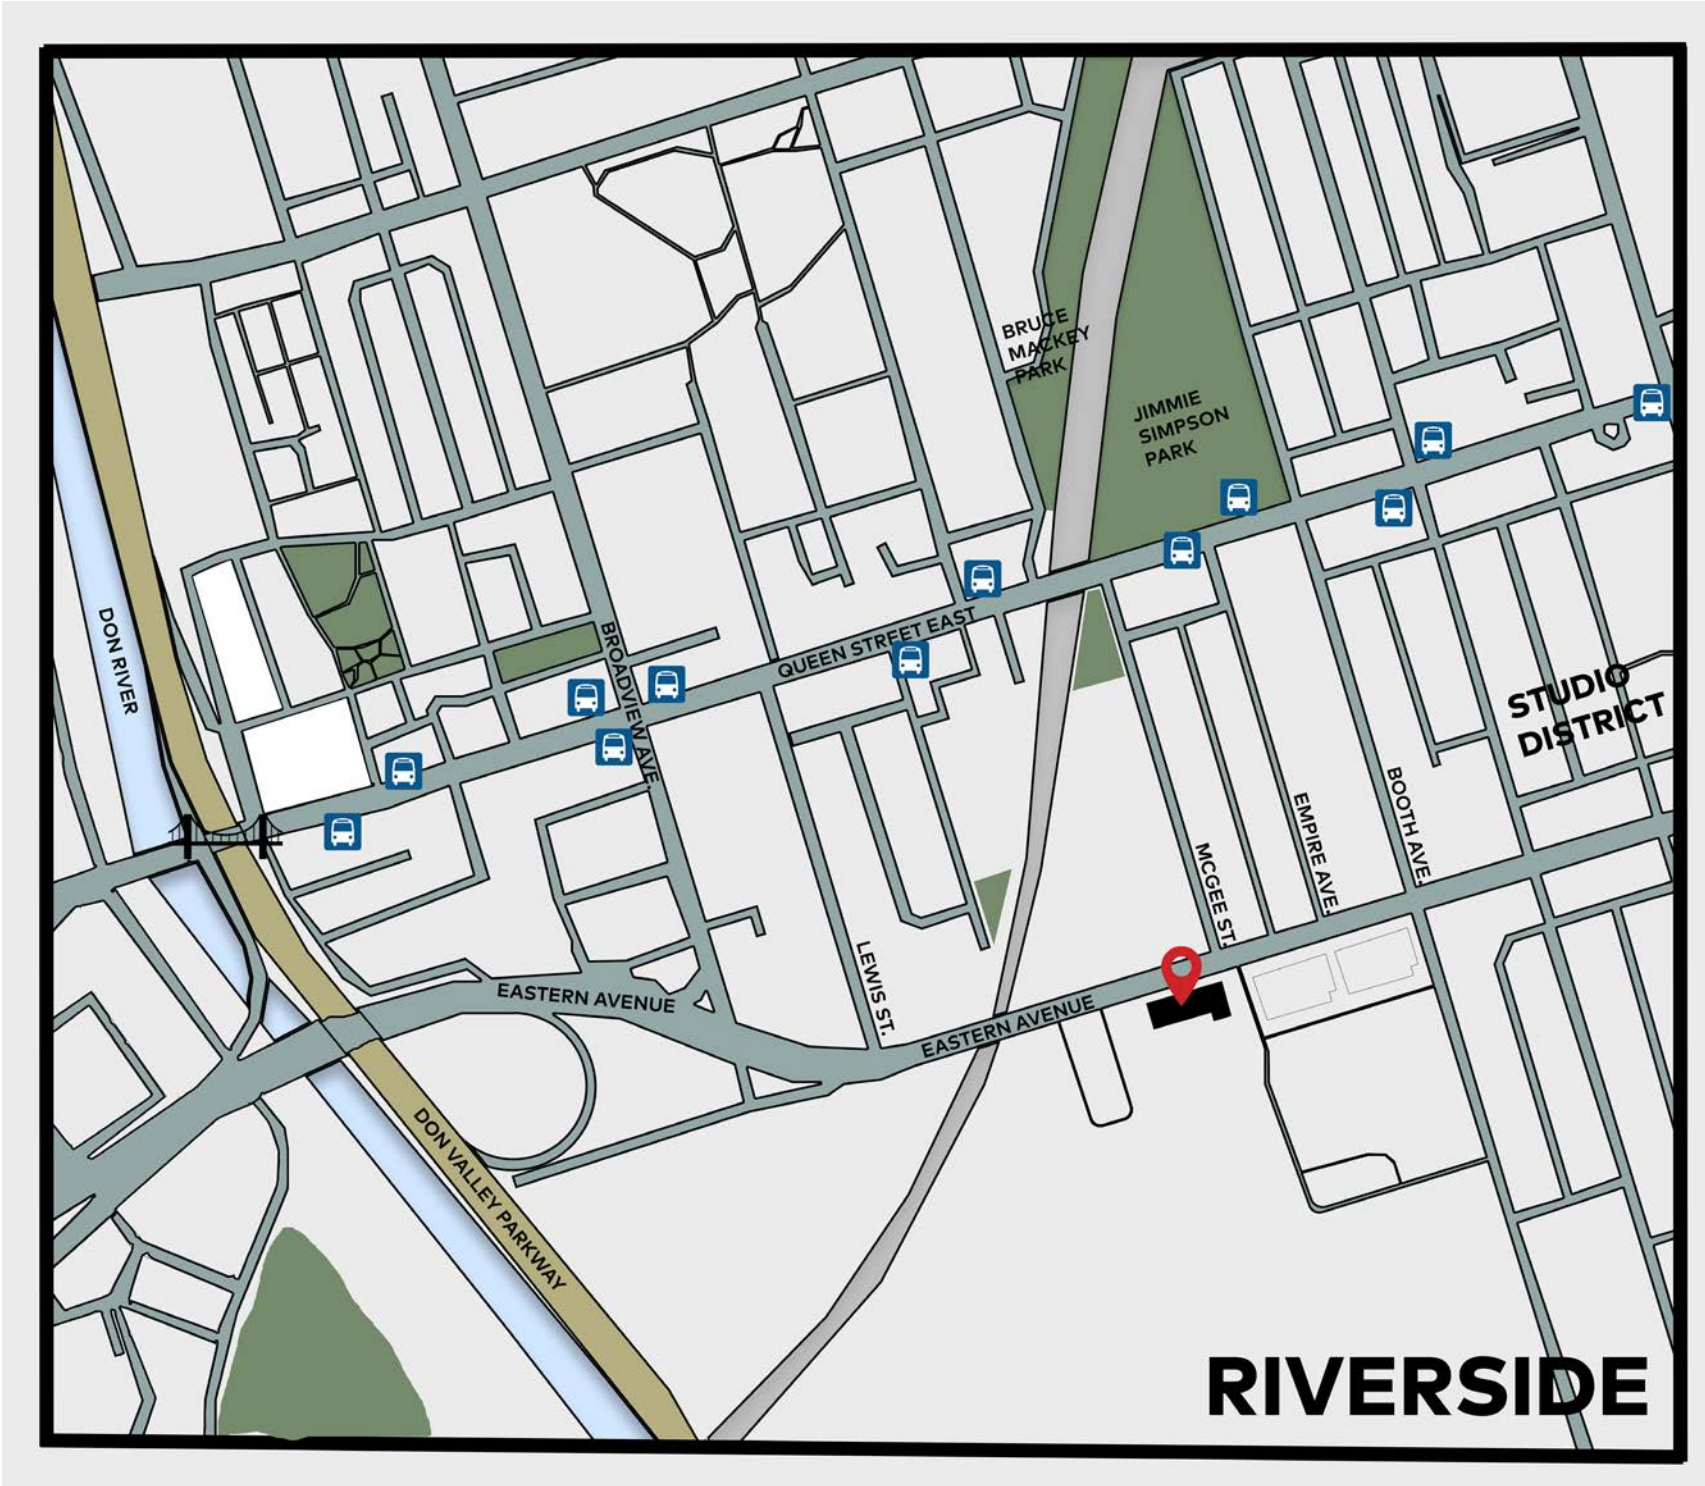 BRUCE
MACKEY
PARK
JIMMIE
SIMPSON
PARK
DON RIVER
BROADVIEW AVE.
QUEEN STREET EAST
STUDIO
DISTRICT
BOOTH AVE.
EMPIRE AVE.
MCGEE ST.
LEWIS ST.
EASTERN AVENUE
EASTERN AVENUE
DON VALLEY PARKWAY
RIVERSIDE